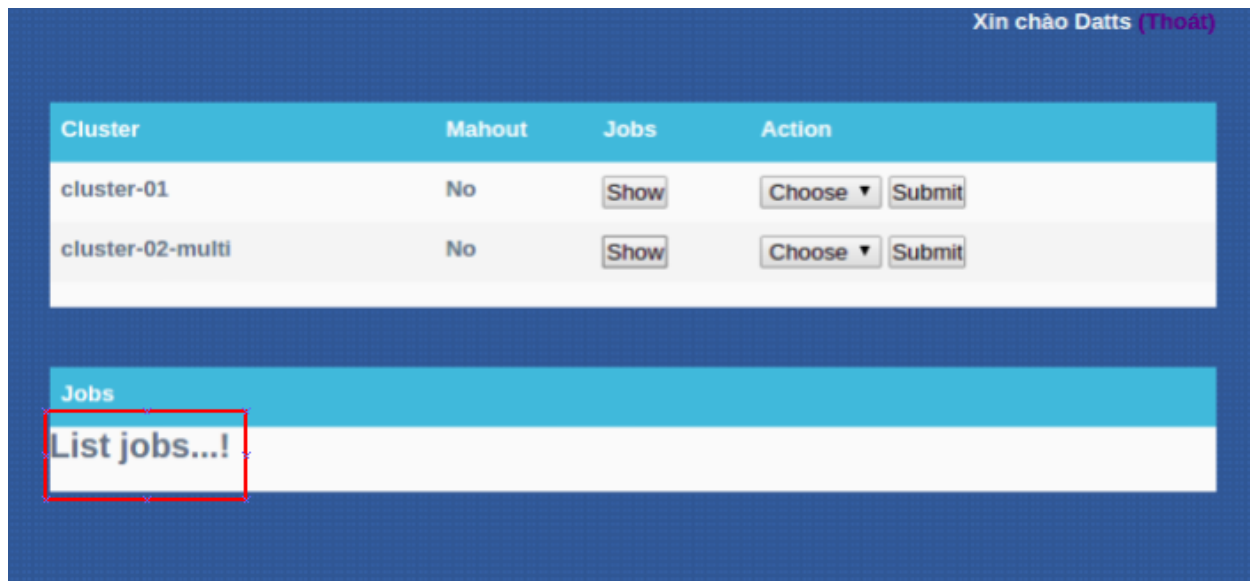 Xin chào Datts (Thoát)
Cluster Mahout Jobs Action
cluster-01 No Show Choose Submit
cluster-02-multi No Show Choose Submit
Jobs
List jobs...!